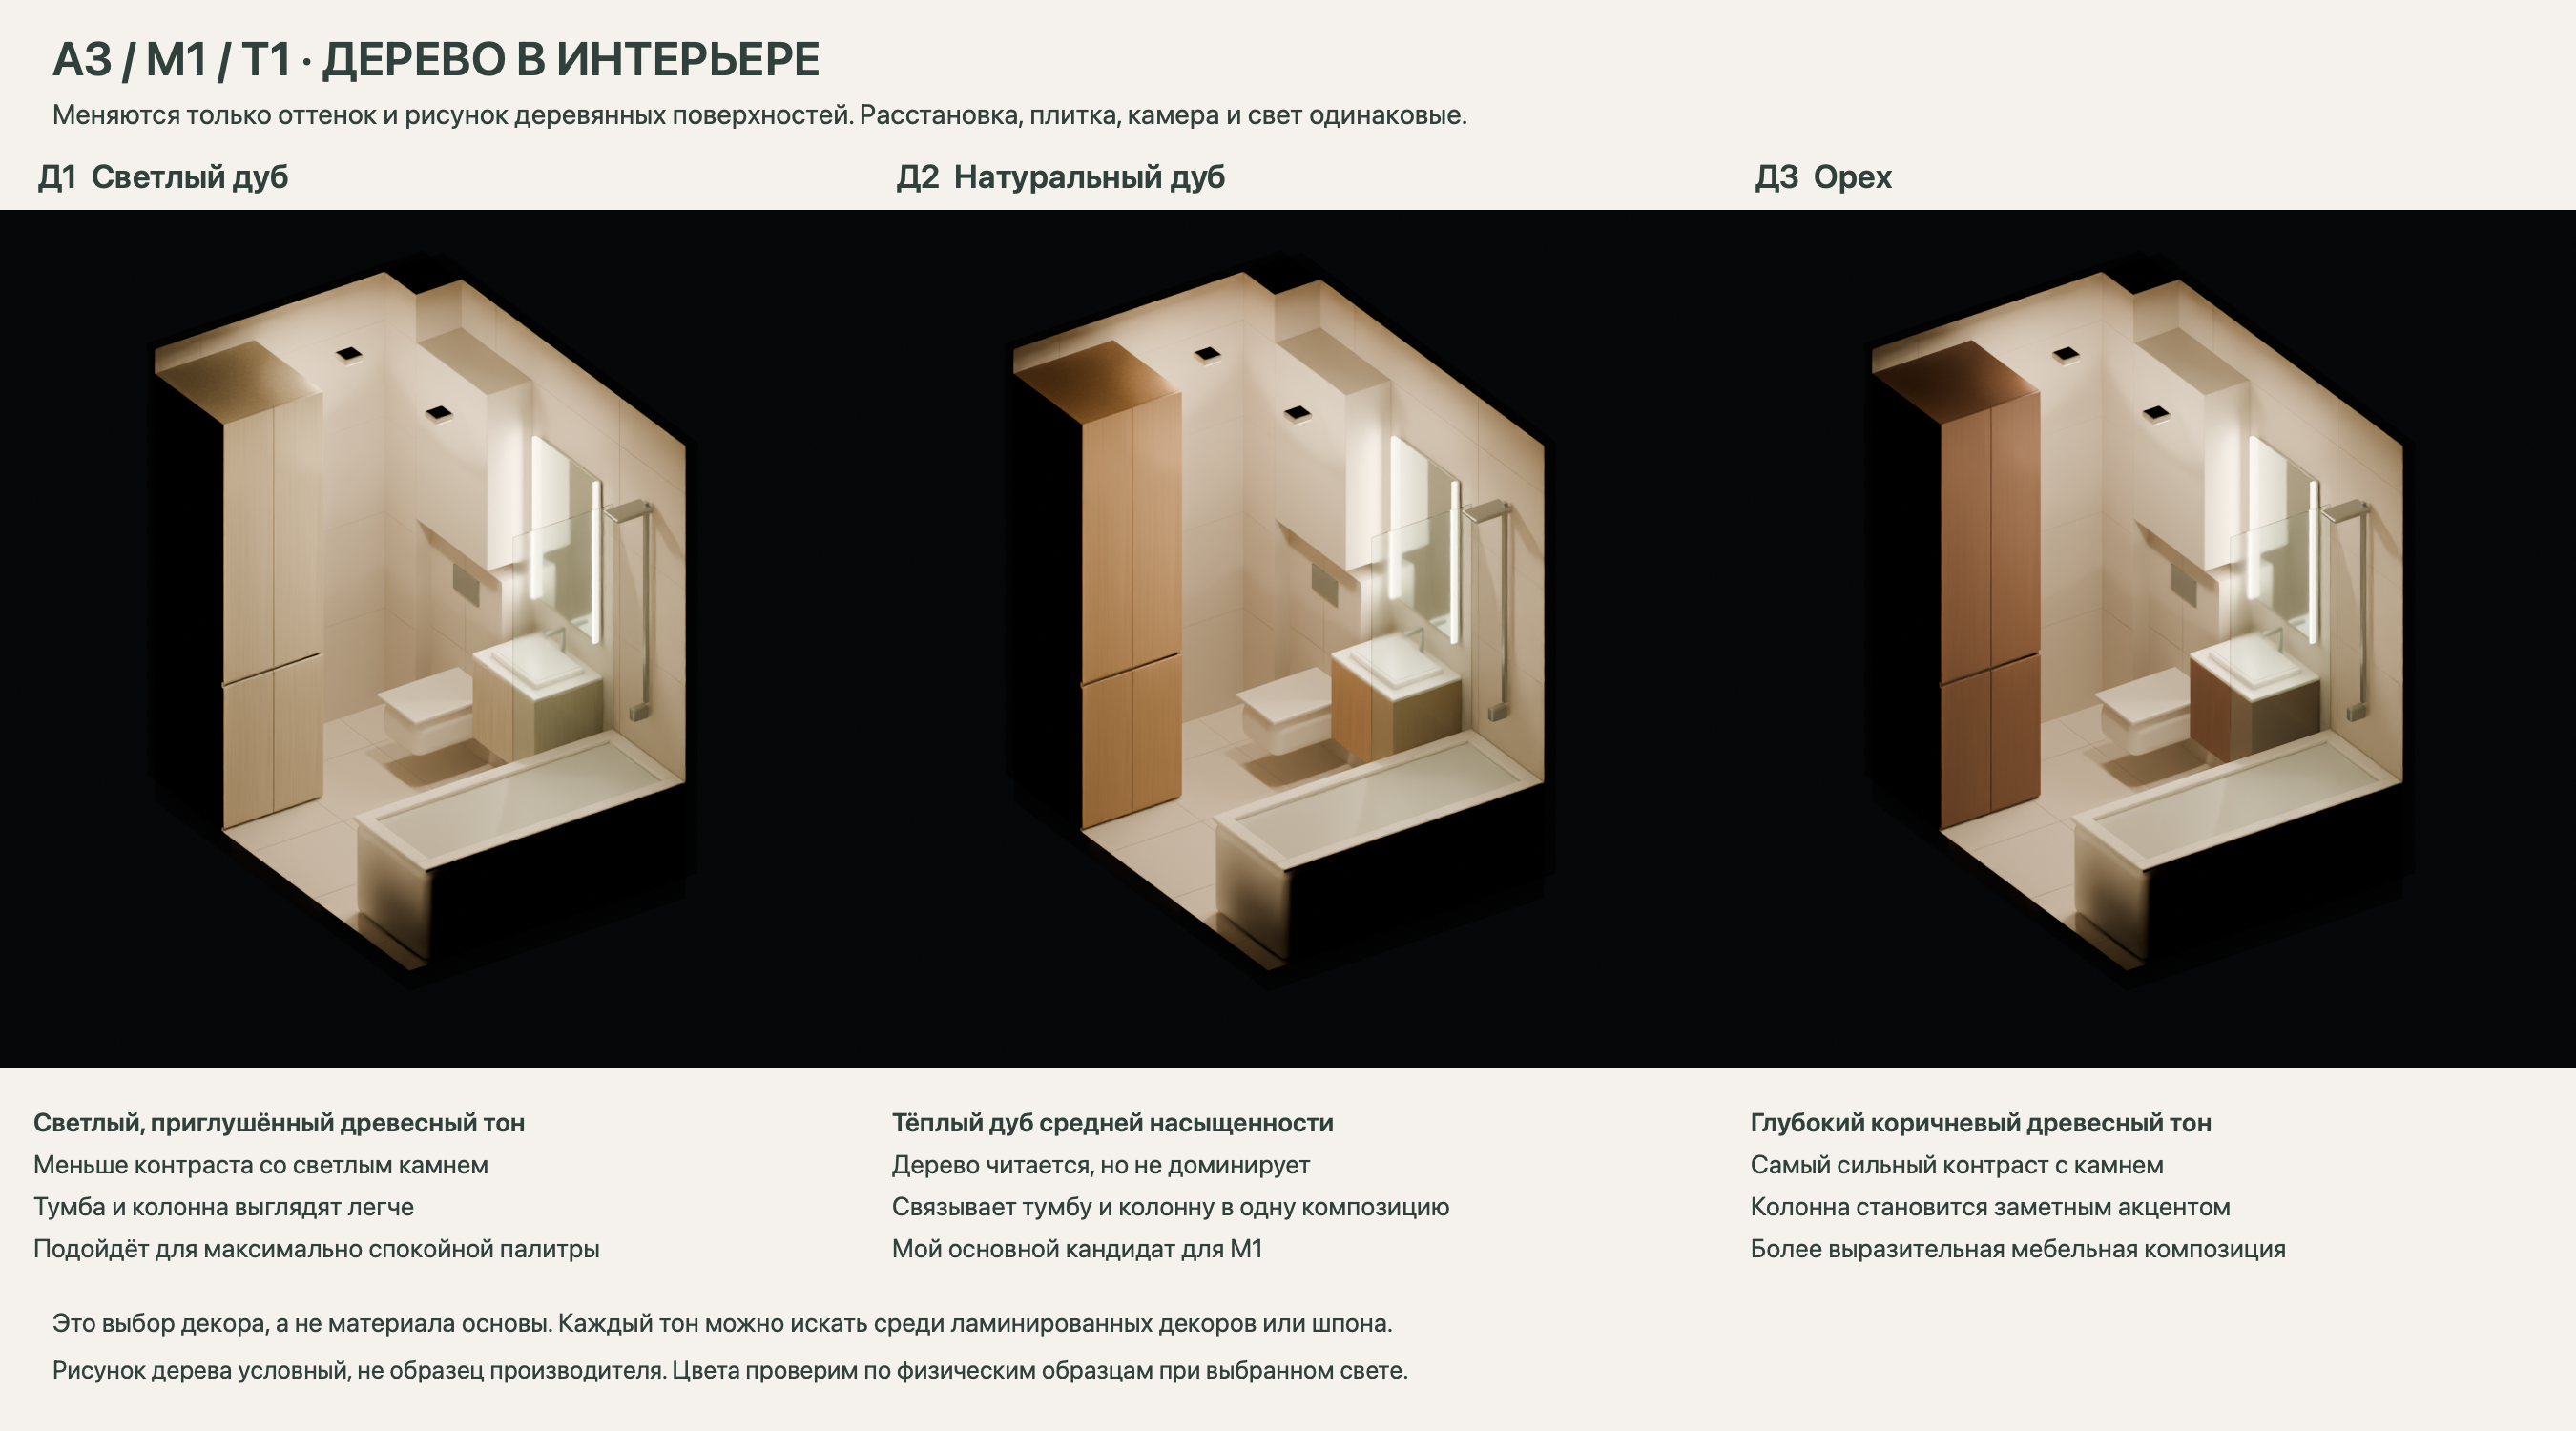 А3 / М1 / Т1 · ДЕРЕВО В ИНТЕРЬЕРЕ
Меняются только оттенок и рисунок деревянных поверхностей. Расстановка, плитка, камера и свет одинаковые.
Д1 Светлый дуб
Д2 Натуральный дуб
Д3 Орех
Светлый, приглушённый древесный тон
Меньше контраста со светлым камнем
Тумба и колонна выглядят легче
Подойдёт для максимально спокойной палитры
Тёплый дуб средней насыщенности
Дерево читается, но не доминирует
Связывает тумбу и колонну в одну композицию
Мой основной кандидат для М1
Глубокий коричневый древесный тон
Самый сильный контраст с камнем
Колонна становится заметным акцентом
Более выразительная мебельная композиция
Это выбор декора, а не материала основы. Каждый тон можно искать среди ламинированных декоров или шпона.
Рисунок дерева условный, не образец производителя. Цвета проверим по физическим образцам при выбранном свете.